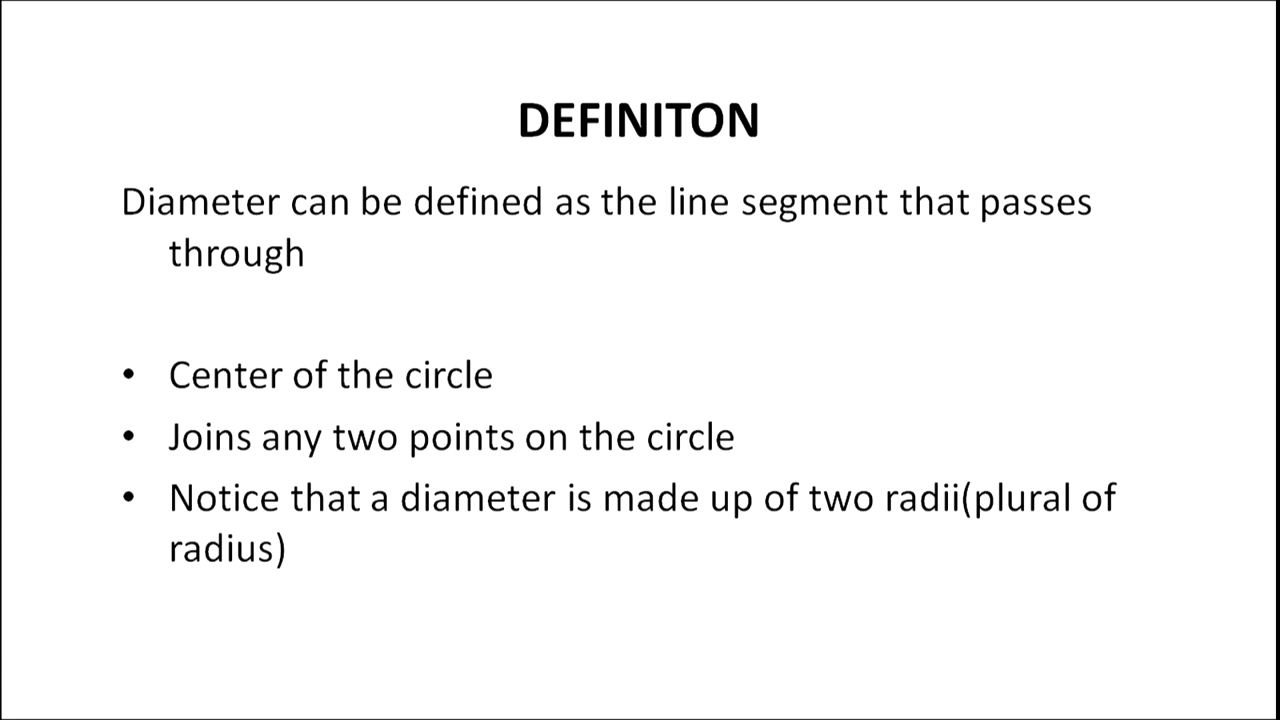 DEFINITON
Diameter can be defined as the line segment that passes
through
• Center of the circle
• Joins any two points on the circle
• Notice that a diameter is made up of two radii(plural of
radius)